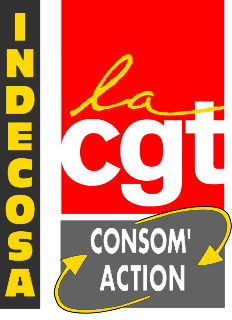 INDECOSA
la
cgt
CONSOM'
ACTION